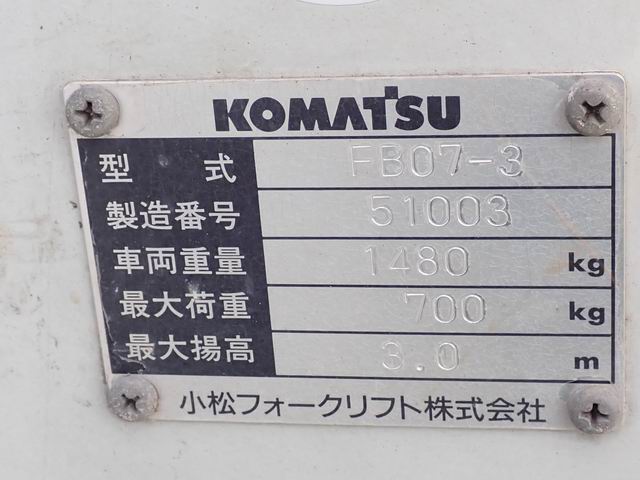 KOMATSU
型 式 FB07-3
製造番号 51003
車両重量 1480 kg
最大荷重 700 kg
最大揚高 3.0 m
小松フォークリフト株式会社